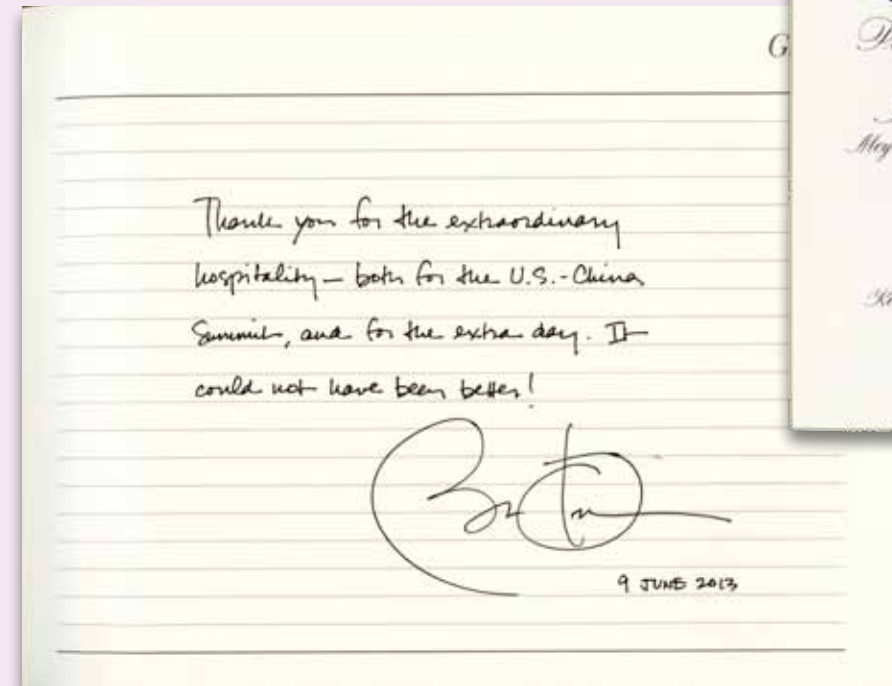 G
Thank you for the extraordinary
hospitality – both for the U.S.-China
Summit, and for the extra day. It
could not have been better!
9 JUNE 2013